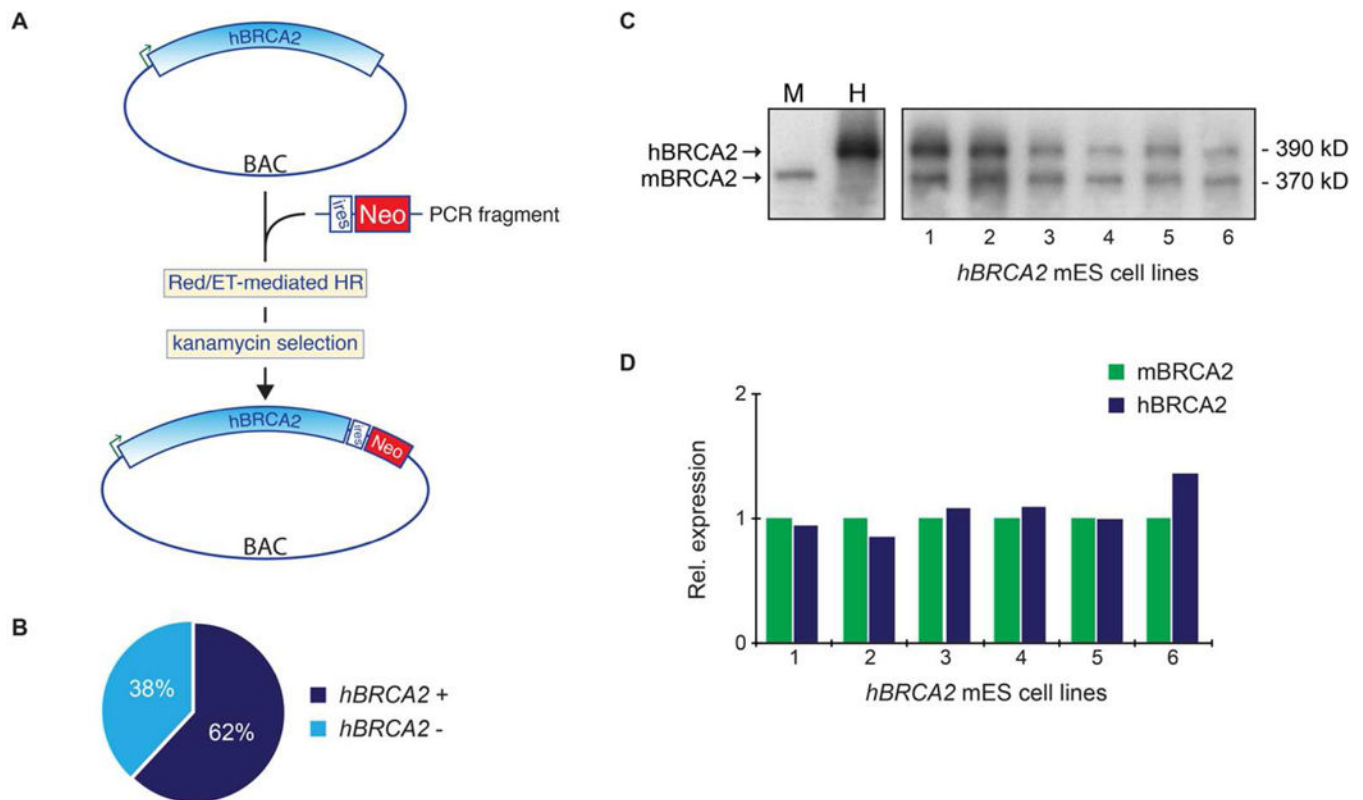 A
hBRCA2
BAC
ires Neo PCR fragment
Red/ET-mediated HR
kanamycin selection
hBRCA2 ires Neo
BAC
B
38%
62%
hBRCA2 +
hBRCA2 -
C
M H
hBRCA2→ - 390 kD
mBRCA2→ - 370 kD
1 2 3 4 5 6
hBRCA2 mES cell lines
D
mBRCA2
hBRCA2
2
1
0
Rel. expression
1 2 3 4 5 6
hBRCA2 mES cell lines